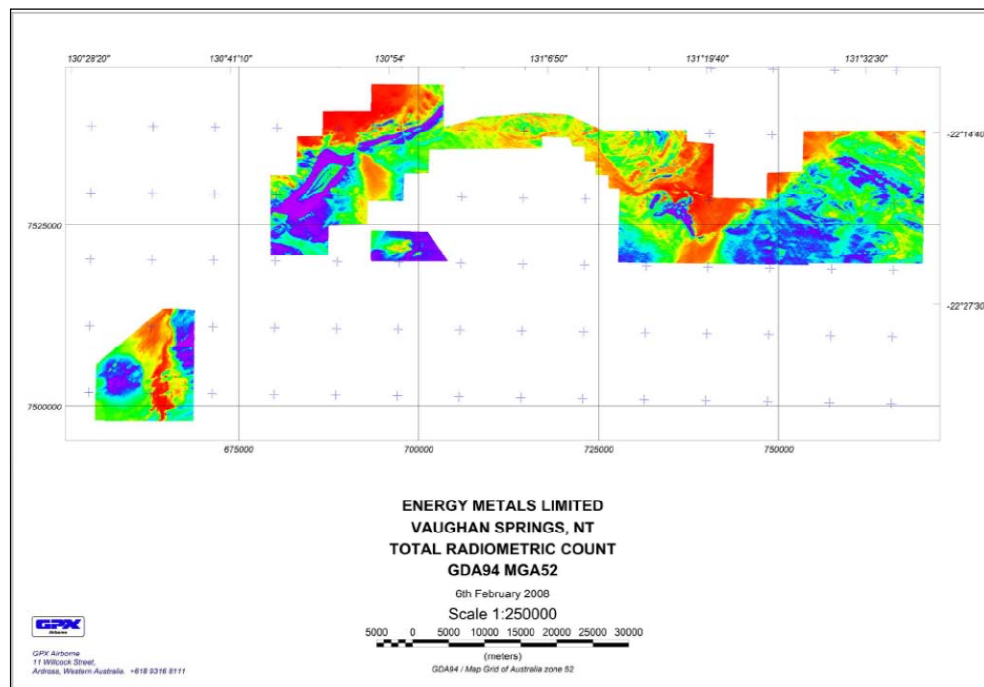 130°28'20" 130°41'10" 130°54' 131°6'50" 131°19'40" 131°32'30"
-22°14'40"
7525000
-22°27'30"
7500000
675000 700000 725000 750000
ENERGY METALS LIMITED
VAUGHAN SPRINGS, NT
TOTAL RADIOMETRIC COUNT
GDA94 MGA52
6th February 2008
Scale 1:250000
5000 0 5000 10000 15000 20000 25000 30000
(meters)
GDA94 / Map Grid of Australia zone 52
GPX
Airborne
GPX Airborne
11 Willcock Street,
Ardross, Western Australia. +618 9316 8111